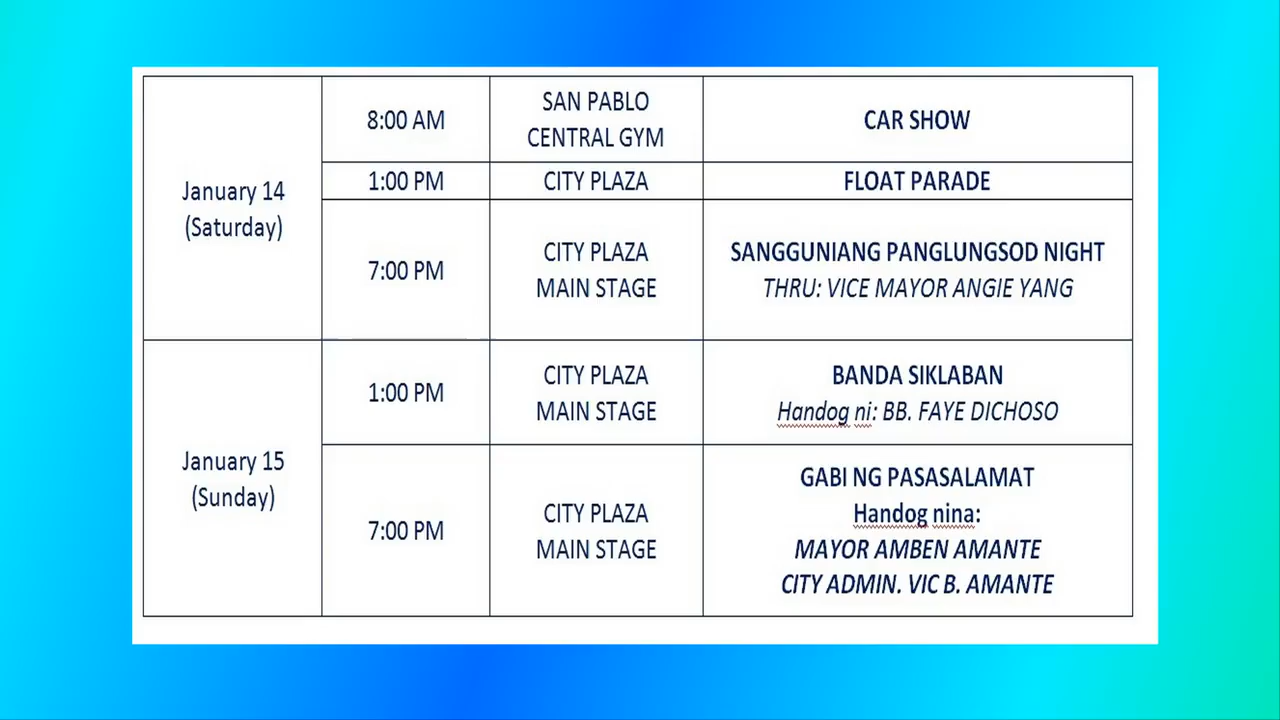 January 14
(Saturday)
8:00 AM
SAN PABLO
CENTRAL GYM
CAR SHOW
1:00 PM
CITY PLAZA
FLOAT PARADE
7:00 PM
CITY PLAZA
MAIN STAGE
SANGGUNIANG PANGLUNGSOD NIGHT
THRU: VICE MAYOR ANGIE YANG
January 15
(Sunday)
1:00 PM
CITY PLAZA
MAIN STAGE
BANDA SIKLABAN
Handog ni: BB. FAYE DICHOSO
7:00 PM
CITY PLAZA
MAIN STAGE
GABI NG PASASALAMAT
Handog nina:
MAYOR AMBEN AMANTE
CITY ADMIN. VIC B. AMANTE